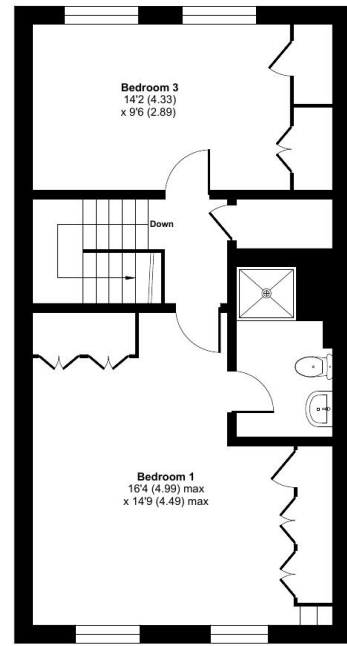 Bedroom 3
14'2 (4.33)
x 9'6 (2.89)
Down
Bedroom 1
16'4 (4.99) max
x 14'9 (4.49) max